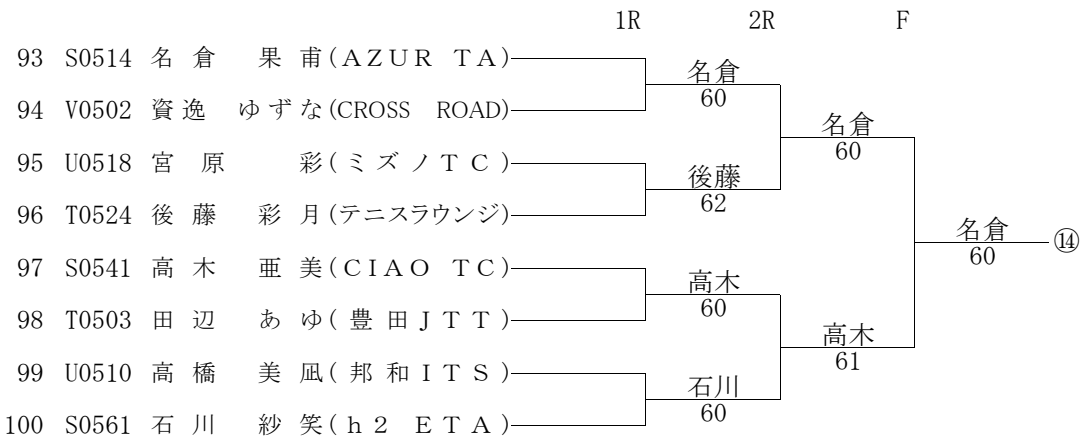 1R 2R F
93 S0514 名倉 果甫(AZUR TA)
名倉
60
94 V0502 資逸 ゆずな(CROSS ROAD)
名倉
60
95 U0518 宮原 彩(ミズノTC)
後藤
62
96 T0524 後藤 彩月(テニスラウンジ)
名倉
60
⑭
97 S0541 高木 亜美(CIAO TC)
高木
60
98 T0503 田辺 あゆ(豊田JTT)
高木
61
99 U0510 高橋 美凪(邦和ITS)
石川
60
100 S0561 石川 紗笑(h2 ETA)